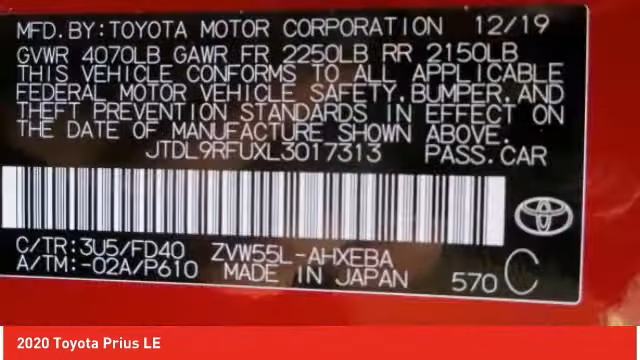 MFD.BY:TOYOTA MOTOR CORPORATION 12/19
GVWR 4070LB GAWR FR 2250LB RR 2150LB
THIS VEHICLE CONFORMS TO ALL APPLICABLE
FEDERAL MOTOR VEHICLE SAFETY,BUMPER,AND
THEFT PREVENTION STANDARDS IN EFFECT ON
THE DATE OF MANUFACTURE SHOWN ABOVE.
JTDL9RFUXL3017313 PASS.CAR
C/TR:3U5/FD40 ZVW55L-AHXEBA
A/TM:-02A/P610 MADE IN JAPAN 570 C
2020 Toyota Prius LE